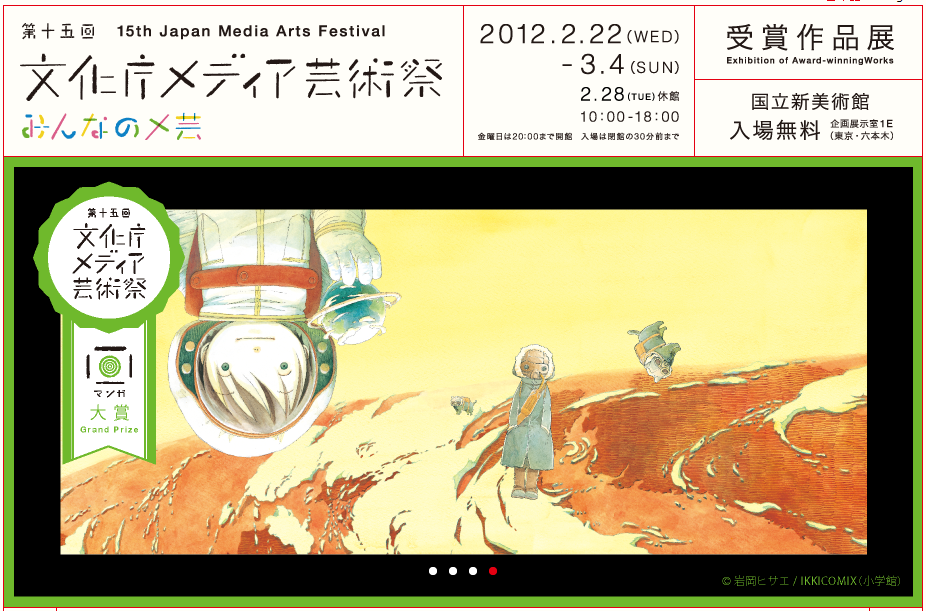 第十五回 15th Japan Media Arts Festival
文化庁メディア芸術祭
みんなのメ芸
2012.2.22(WED)
-3.4(SUN)
2.28(TUE)休館
10:00-18:00
金曜日は20:00まで開館 入場は閉館の30分前まで
受賞作品展
Exhibition of Award-winningWorks
国立新美術館
入場無料 企画展示室1E
(東京・六本木)
第十五回
文化庁
メディア
芸術祭
マンガ
大賞
Grand Prize
© 岩岡ヒサエ / IKKICOMIX(小学館)